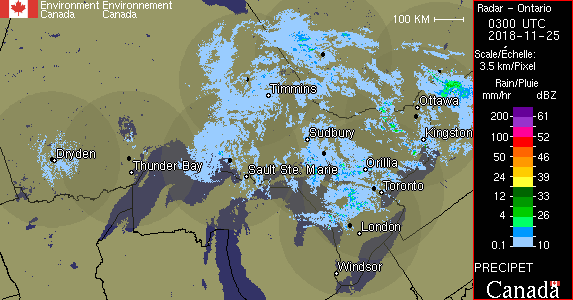 Environment Environnement
Canada Canada
100 KM
Timmins
Ottawa
Sudbury
Kingston
Dryden
Thunder Bay
Sault Ste. Marie
Orillia
Toronto
London
Windsor
Radar - Ontario
0300 UTC
2018-11-25
Scale/Échelle:
3.5 km/Pixel
Rain/Pluie
mm/hr dBZ
200 61
100 52
50 46
24 39
12 33
4 26
0.1 10
PRECIPET
Canada